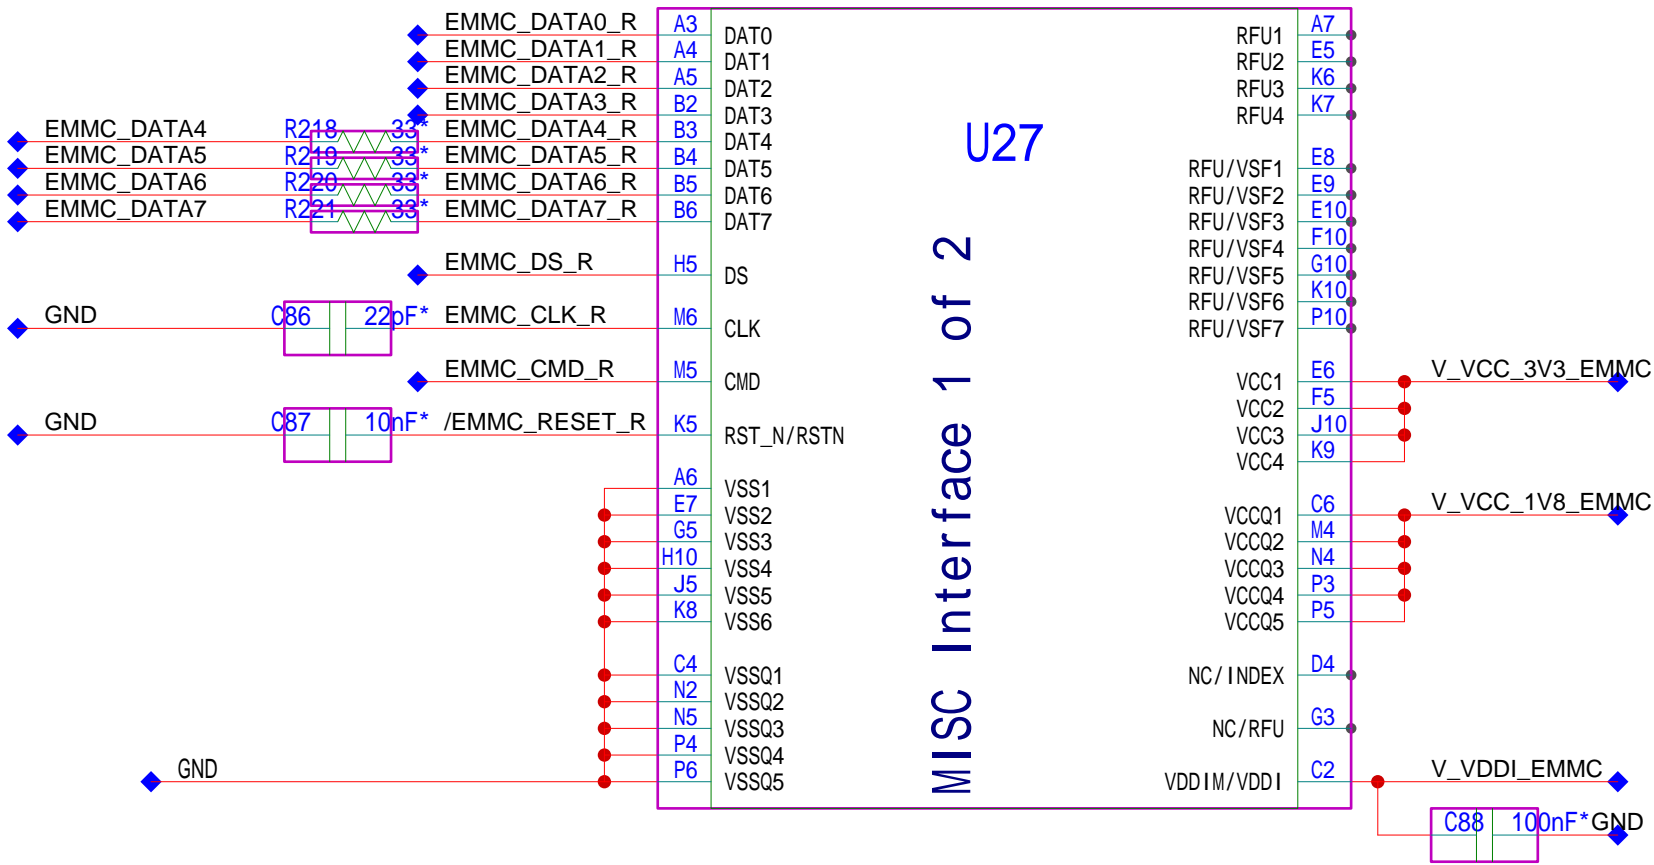 EMMC_DATA0_R A3 DAT0 RFU1 A7
EMMC_DATA1_R A4 DAT1 RFU2 E5
EMMC_DATA2_R A5 DAT2 RFU3 K6
EMMC_DATA3_R B2 DAT3 RFU4 K7
EMMC_DATA4 R218 33* EMMC_DATA4_R B3 DAT4
U27
EMMC_DATA5 R219 33* EMMC_DATA5_R B4 DAT5 RFU/VSF1 E8
EMMC_DATA6 R220 33* EMMC_DATA6_R B5 DAT6 RFU/VSF2 E9
EMMC_DATA7 R221 33* EMMC_DATA7_R B6 DAT7 RFU/VSF3 E10
RFU/VSF4 F10
EMMC_DS_R H5 DS RFU/VSF5 G10
RFU/VSF6 K10
GND C86 22pF* EMMC_CLK_R M6 CLK RFU/VSF7 P10
EMMC_CMD_R M5 CMD VCC1 E6 V_VCC_3V3_EMMC
VCC2 F5
GND C87 10nF* /EMMC_RESET_R K5 RST_N/RSTN VCC3 J10
VCC4 K9
MISC Interface 1 of 2
A6 VSS1
E7 VSS2 VCCQ1 C6 V_VCC_1V8_EMMC
G5 VSS3 VCCQ2 M4
H10 VSS4 VCCQ3 N4
J5 VSS5 VCCQ4 P3
K8 VSS6 VCCQ5 P5
C4 VSSQ1 NC/INDEX D4
N2 VSSQ2
N5 VSSQ3 NC/RFU G3
P4 VSSQ4
GND P6 VSSQ5 VDDIM/VDDI C2 V_VDDI_EMMC
C88 100nF* GND